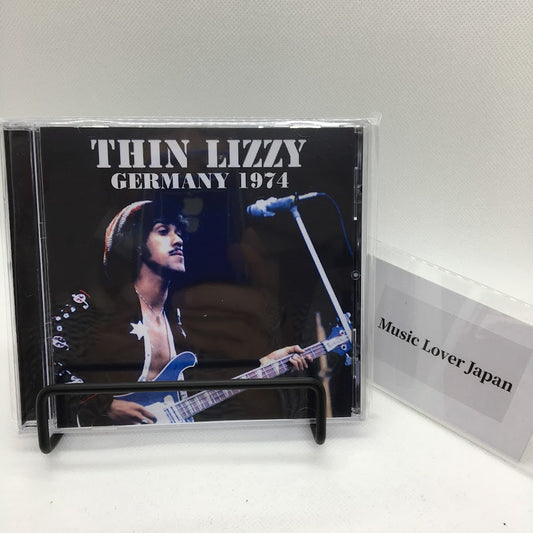 THIN LIZZY
GERMANY 1974
Music Lover Japan